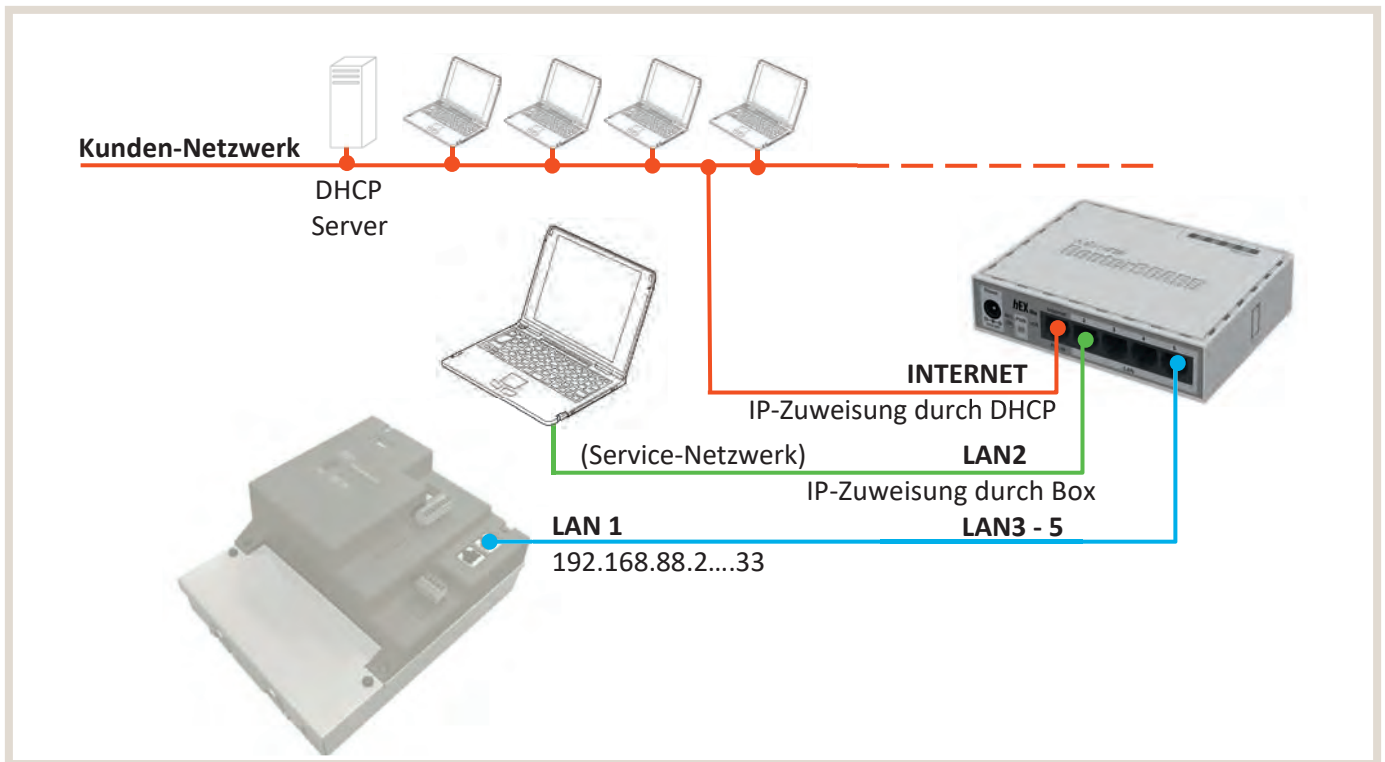 Kunden-Netzwerk
DHCP
Server
hEX
INTERNET
IP-Zuweisung durch DHCP
(Service-Netzwerk)
LAN2
IP-Zuweisung durch Box
LAN 1
LAN3 - 5
192.168.88.2....33